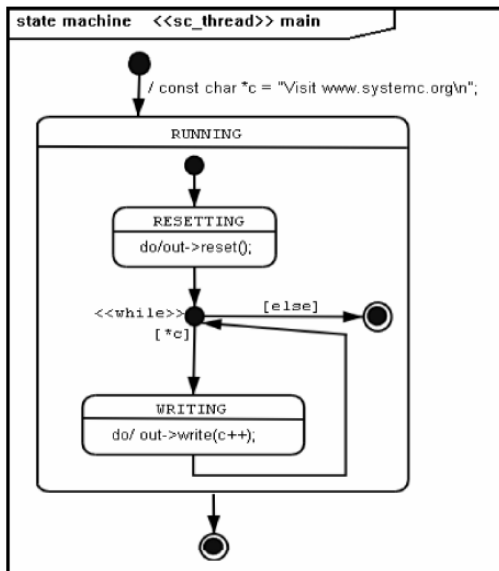 state machine <<sc_thread>> main
/ const char *c = "Visit www.systemc.org\n";
RUNNING
RESETTING
do/out->reset();
<<while>>
[else]
[*c]
WRITING
do/ out->write(c++);